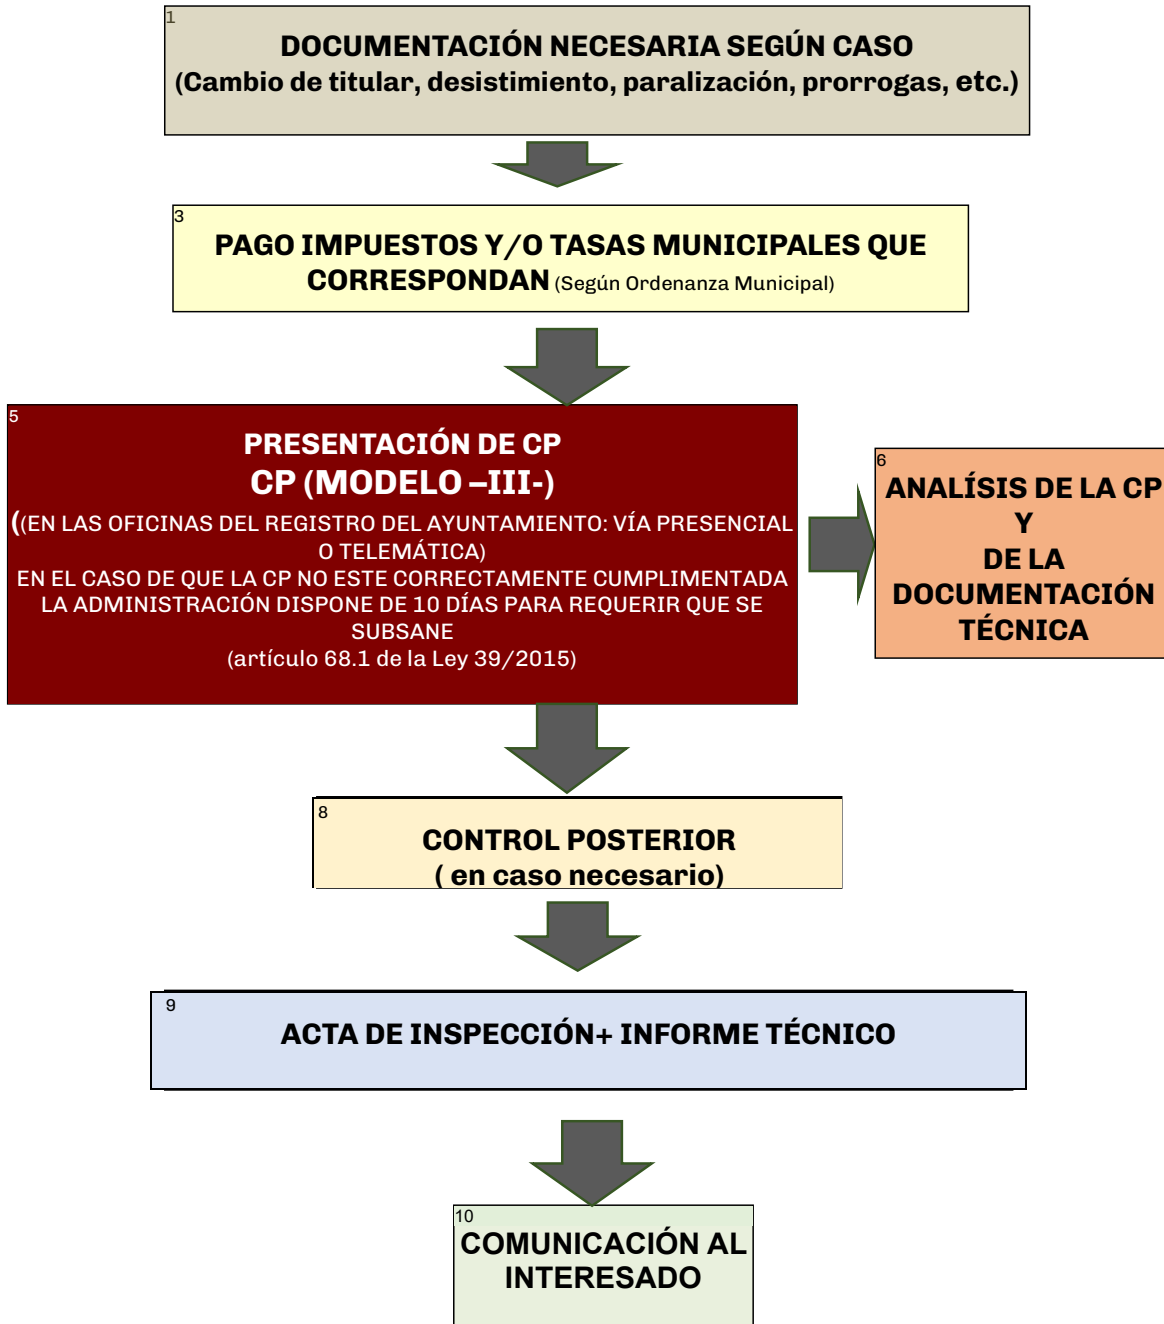 1
DOCUMENTACIÓN NECESARIA SEGÚN CASO
(Cambio de titular, desistimiento, paralización, prorrogas, etc.)
3
PAGO IMPUESTOS Y/O TASAS MUNICIPALES QUE
CORRESPONDAN (Según Ordenanza Municipal)
5
PRESENTACIÓN DE CP
CP (MODELO –III-)
((EN LAS OFICINAS DEL REGISTRO DEL AYUNTAMIENTO: VÍA PRESENCIAL
O TELEMÁTICA)
EN EL CASO DE QUE LA CP NO ESTE CORRECTAMENTE CUMPLIMENTADA
LA ADMINISTRACIÓN DISPONE DE 10 DÍAS PARA REQUERIR QUE SE
SUBSANE
(artículo 68.1 de la Ley 39/2015)
6
ANALÍSIS DE LA CP
Y
DE LA
DOCUMENTACIÓN
TÉCNICA
8
CONTROL POSTERIOR
( en caso necesario)
9
ACTA DE INSPECCIÓN+ INFORME TÉCNICO
10
COMUNICACIÓN AL
INTERESADO